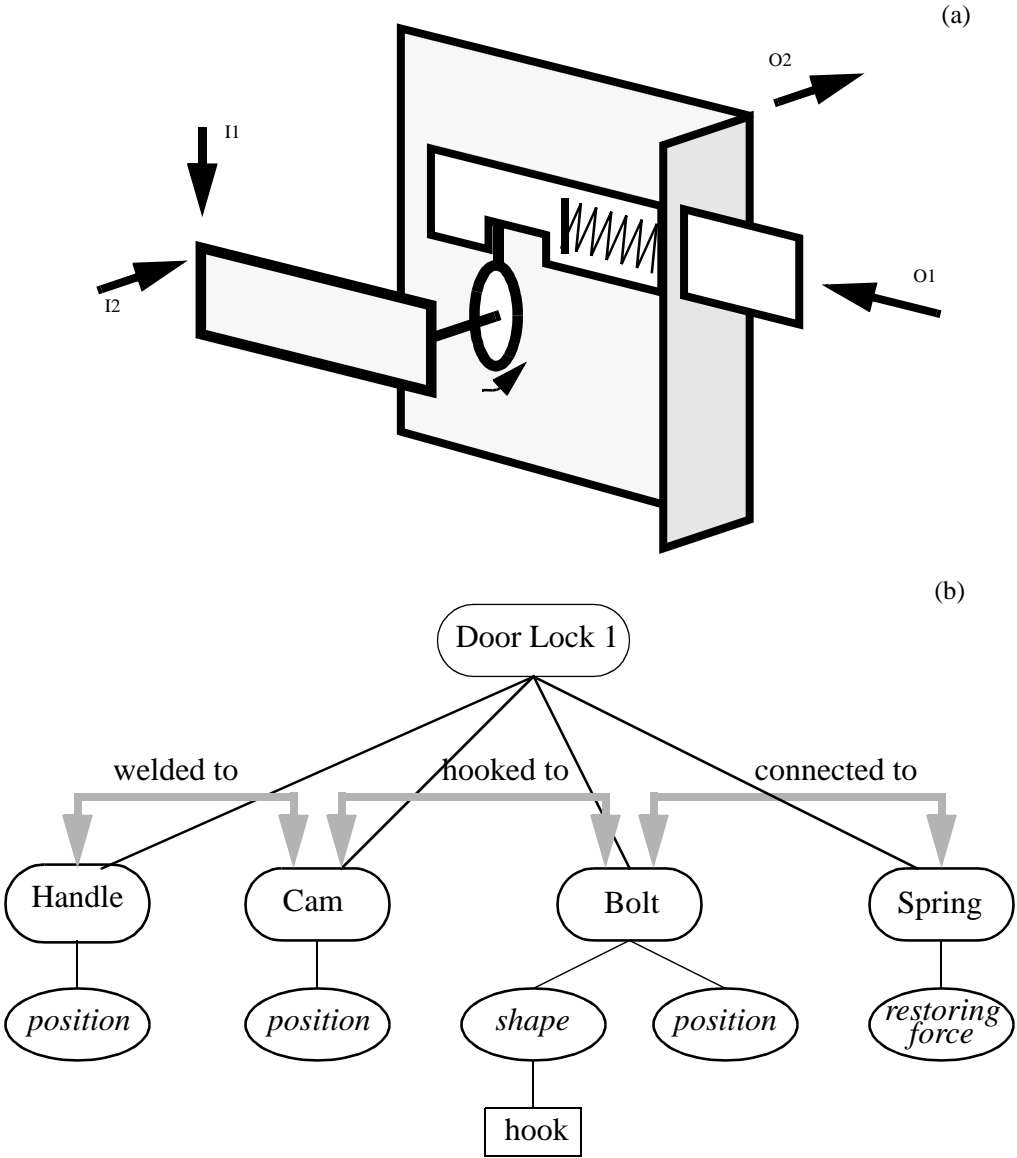 (a)
O2
I1
O1
I2
(b)
Door Lock 1
welded to
hooked to
connected to
Handle
Cam
Bolt
Spring
position
position
shape
position
restoring
force
hook